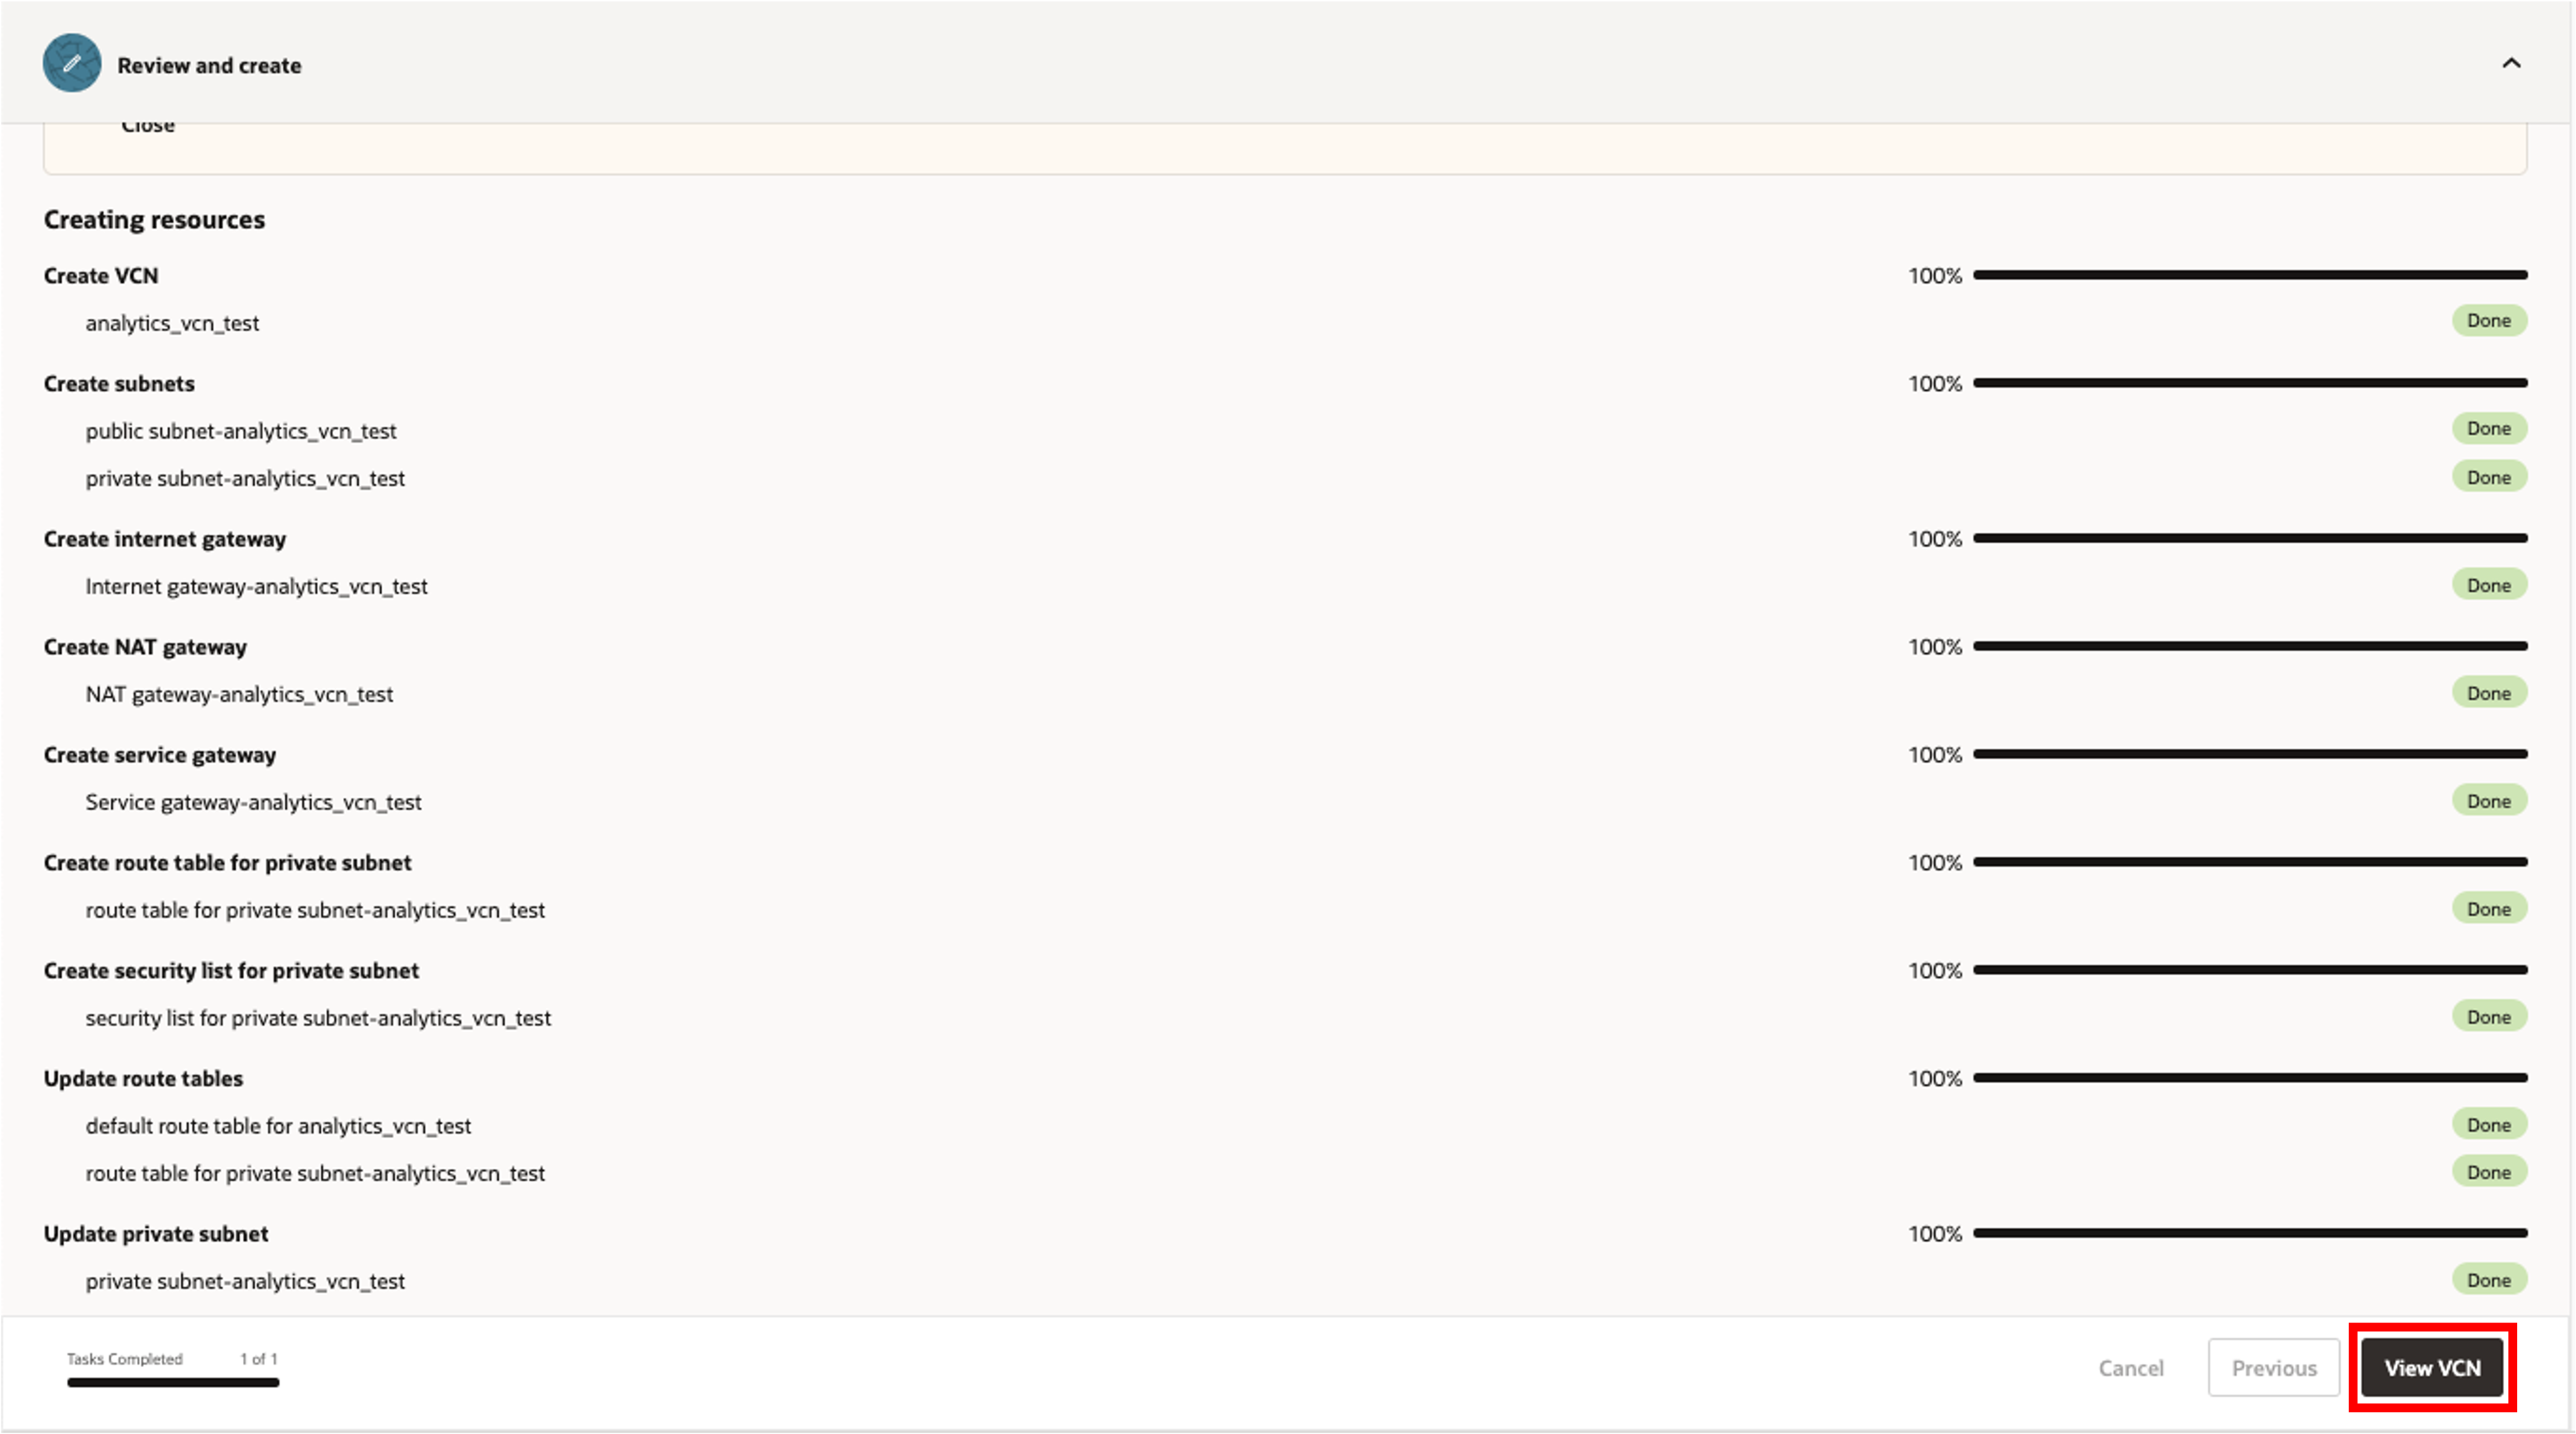 Review and create
Close
Creating resources
Create VCN 100%
analytics_vcn_test Done
Create subnets 100%
public subnet-analytics_vcn_test Done
private subnet-analytics_vcn_test Done
Create internet gateway 100%
Internet gateway-analytics_vcn_test Done
Create NAT gateway 100%
NAT gateway-analytics_vcn_test Done
Create service gateway 100%
Service gateway-analytics_vcn_test Done
Create route table for private subnet 100%
route table for private subnet-analytics_vcn_test Done
Create security list for private subnet 100%
security list for private subnet-analytics_vcn_test Done
Update route tables 100%
default route table for analytics_vcn_test Done
route table for private subnet-analytics_vcn_test Done
Update private subnet 100%
private subnet-analytics_vcn_test Done
Tasks Completed 1 of 1
Cancel Previous View VCN